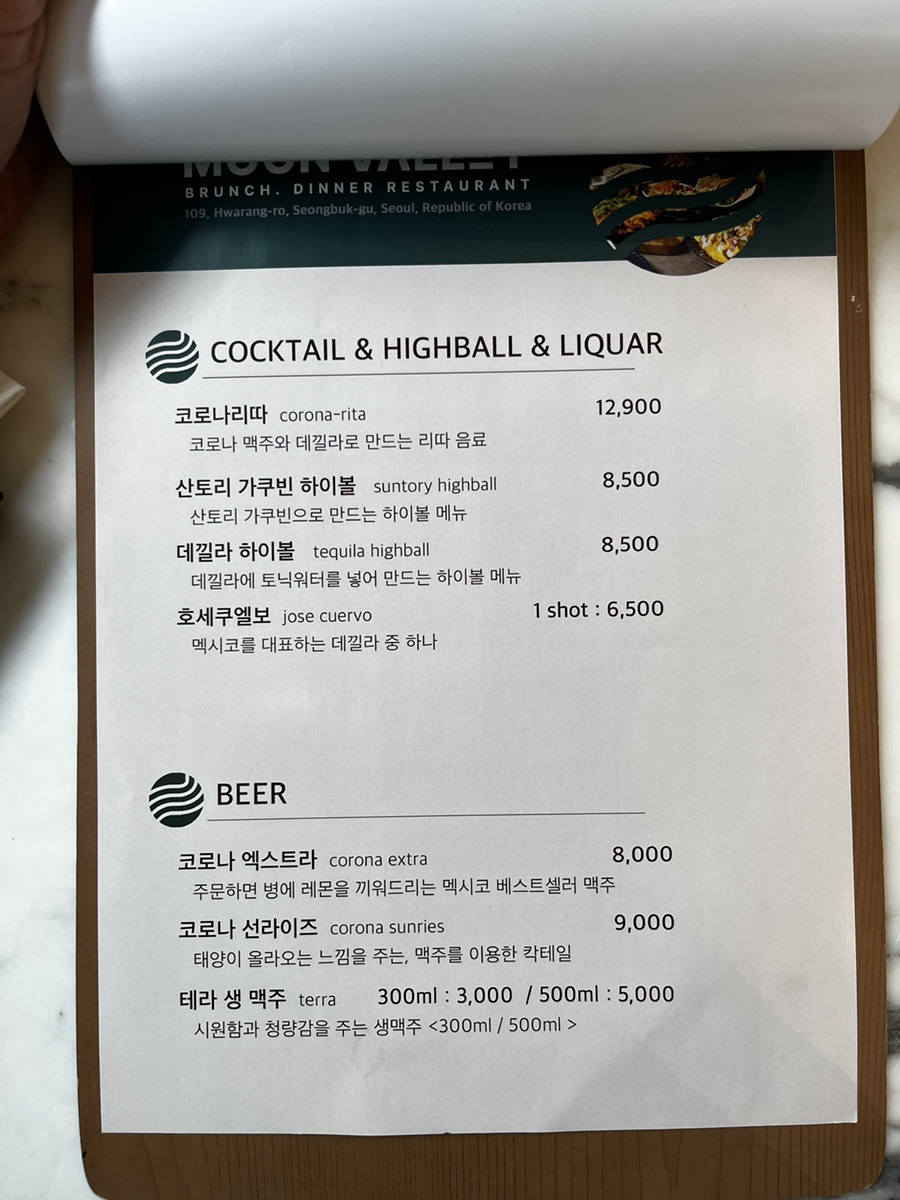 MOON VALLEY
BRUNCH. DINNER RESTAURANT
109, Hwarang-ro, Seongbuk-gu, Seoul, Republic of Korea
COCKTAIL & HIGHBALL & LIQUAR
코로나리따 corona-rita 12,900
코로나 맥주와 데낄라로 만드는 리따 음료
산토리 가쿠빈 하이볼 suntory highball 8,500
산토리 가쿠빈으로 만드는 하이볼 메뉴
데낄라 하이볼 tequila highball 8,500
데낄라에 토닉워터를 넣어 만드는 하이볼 메뉴
호세쿠엘보 jose cuervo 1 shot : 6,500
멕시코를 대표하는 데낄라 중 하나
BEER
코로나 엑스트라 corona extra 8,000
주문하면 병에 레몬을 끼워드리는 멕시코 베스트셀러 맥주
코로나 선라이즈 corona sunries 9,000
태양이 올라오는 느낌을 주는, 맥주를 이용한 칵테일
테라 생 맥주 terra 300ml : 3,000 / 500ml : 5,000
시원함과 청량감을 주는 생맥주 <300ml / 500ml >